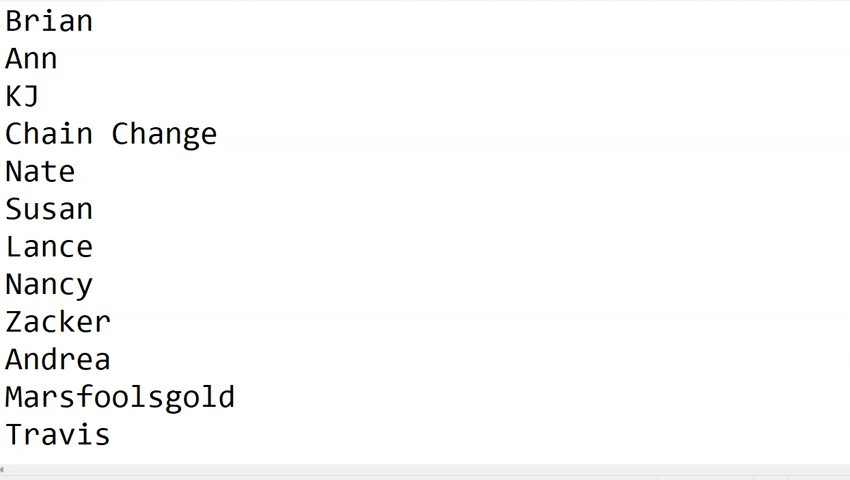 Brian
Ann
KJ
Chain Change
Nate
Susan
Lance
Nancy
Zacker
Andrea
Marsfoolsgold
Travis